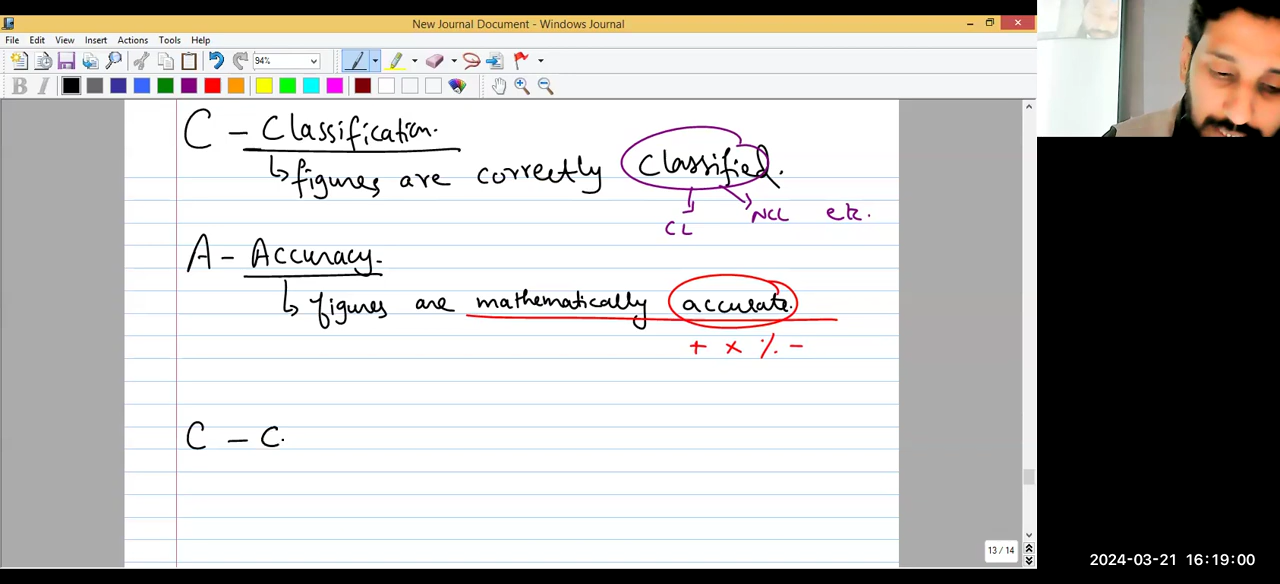 New Journal Document - Windows Journal
File Edit View Insert Actions Tools Help
94%
B I
C - Classification.
↳ figures are correctly Classified.
CL NCL etc.
A - Accuracy.
↳ figures are mathematically accurate.
+ × % -
C - C
13 / 14
2024-03-21 16:19:00